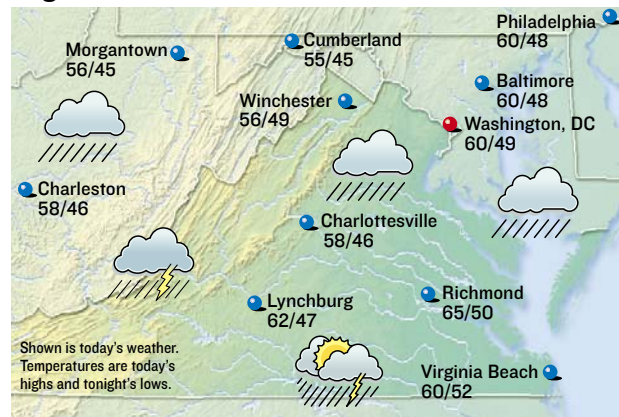 Philadelphia
60/48
Morgantown
56/45
Cumberland
55/45
Baltimore
60/48
Winchester
56/49
Washington, DC
60/49
Charleston
58/46
Charlottesville
58/46
Lynchburg
62/47
Richmond
65/50
Shown is today's weather.
Temperatures are today's
highs and tonight's lows.
Virginia Beach
60/52